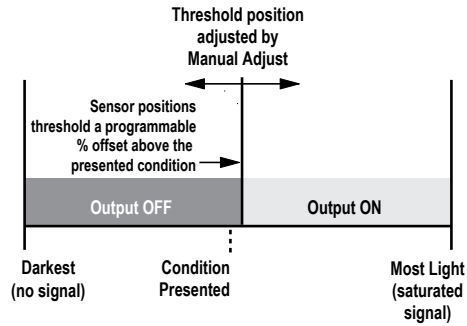 Threshold position
adjusted by
Manual Adjust
Sensor positions
threshold a programmable
% offset above the
presented condition
Output OFF
Output ON
Darkest
(no signal)
Condition
Presented
Most Light
(saturated
signal)